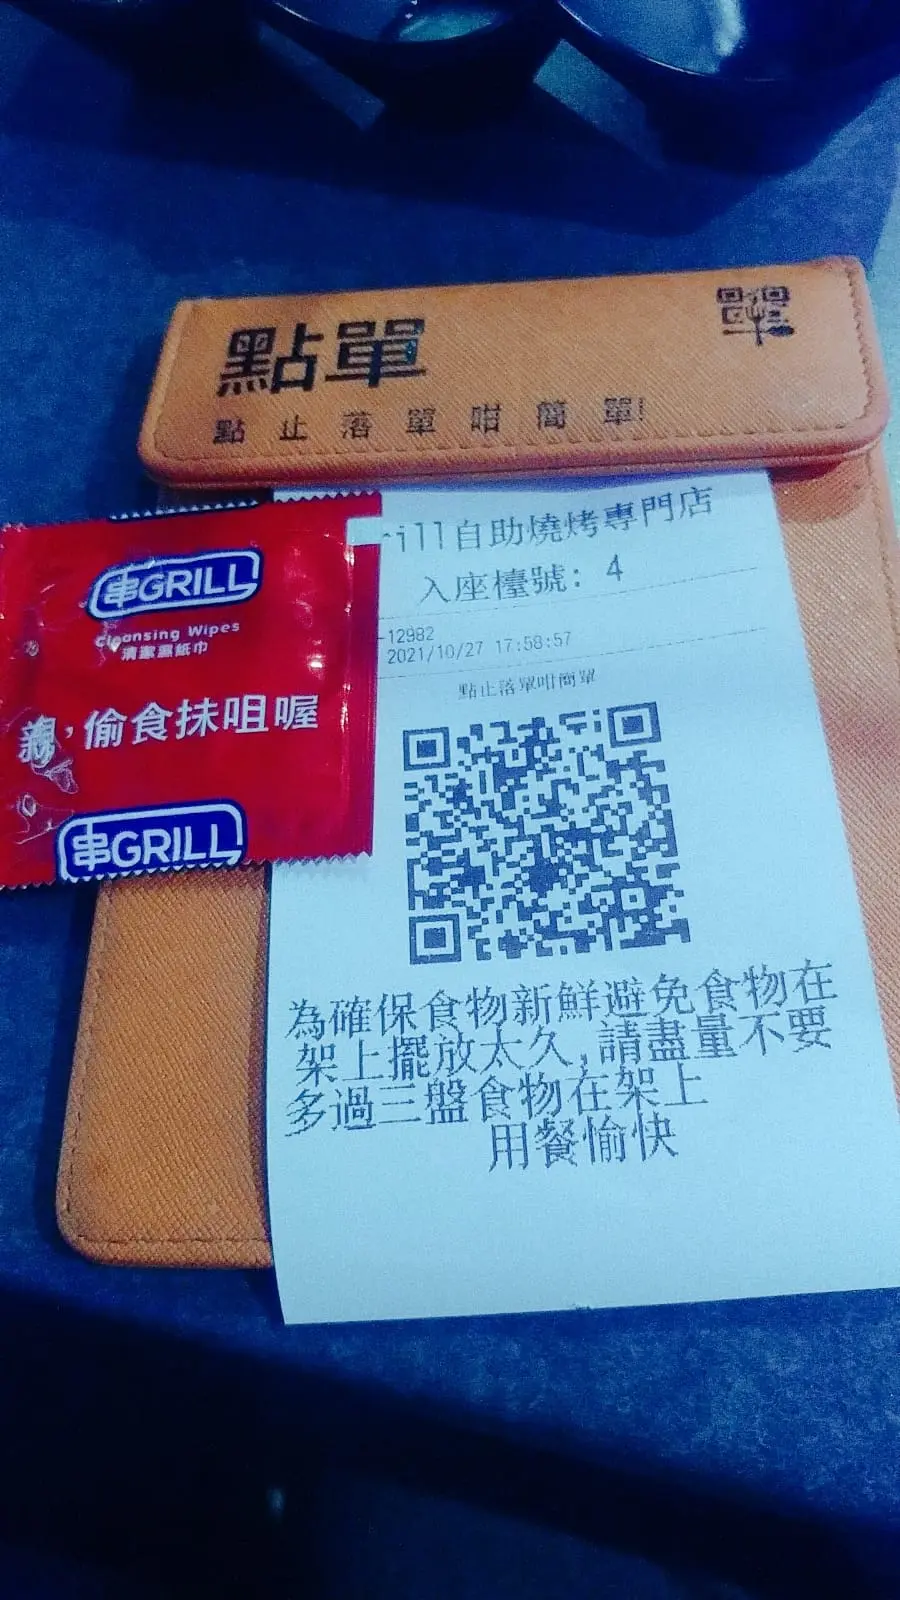 點單
點止落單咁簡單!
ill自助燒烤專門店
入座檯號: 4
-12982
2021/10/27 17:58:57
點止落單咁簡單
為確保食物新鮮避免食物在
架上擺放太久,請盡量不要
多過三盤食物在架上
用餐愉快
串GRILL
Cleansing Wipes
清潔濕紙巾
偷食抹咀喔
串GRILL